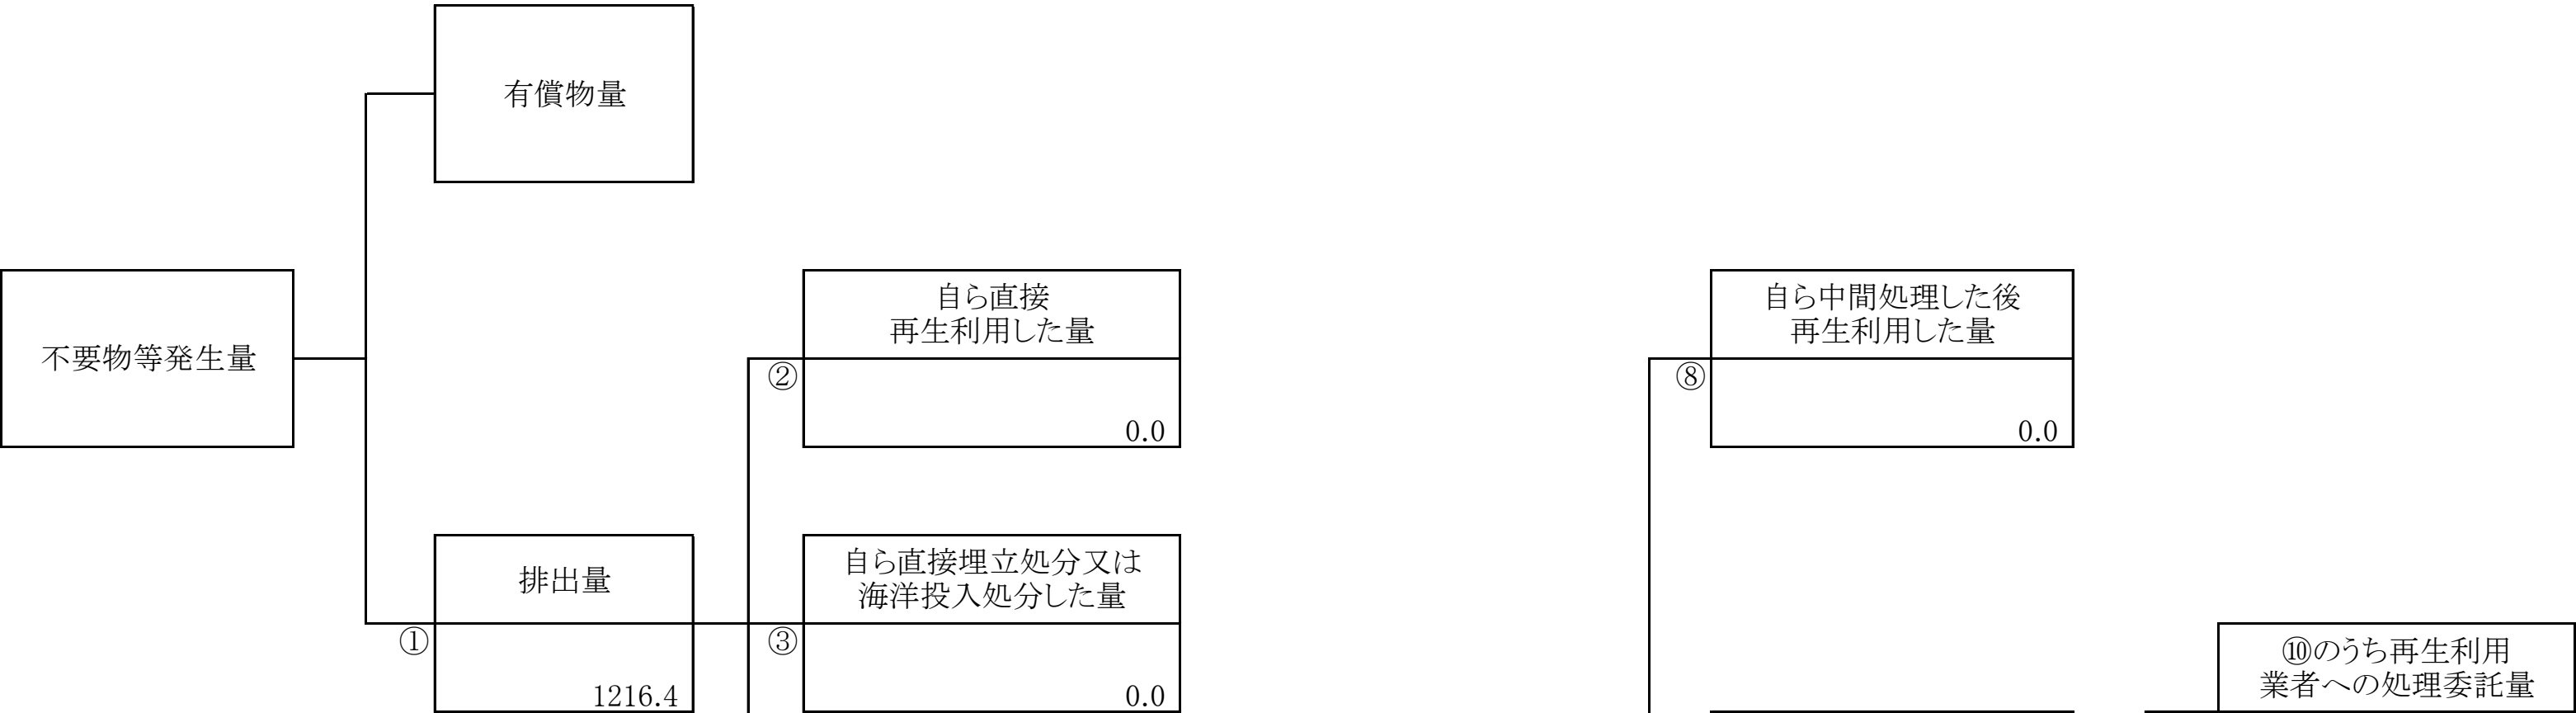 有償物量
不要物等発生量
自ら直接
再生利用した量
②
0.0
自ら中間処理した後
再生利用した量
⑧
0.0
排出量
①
1216.4
自ら直接埋立処分又は
海洋投入処分した量
③
0.0
⑩のうち再生利用
業者への処理委託量